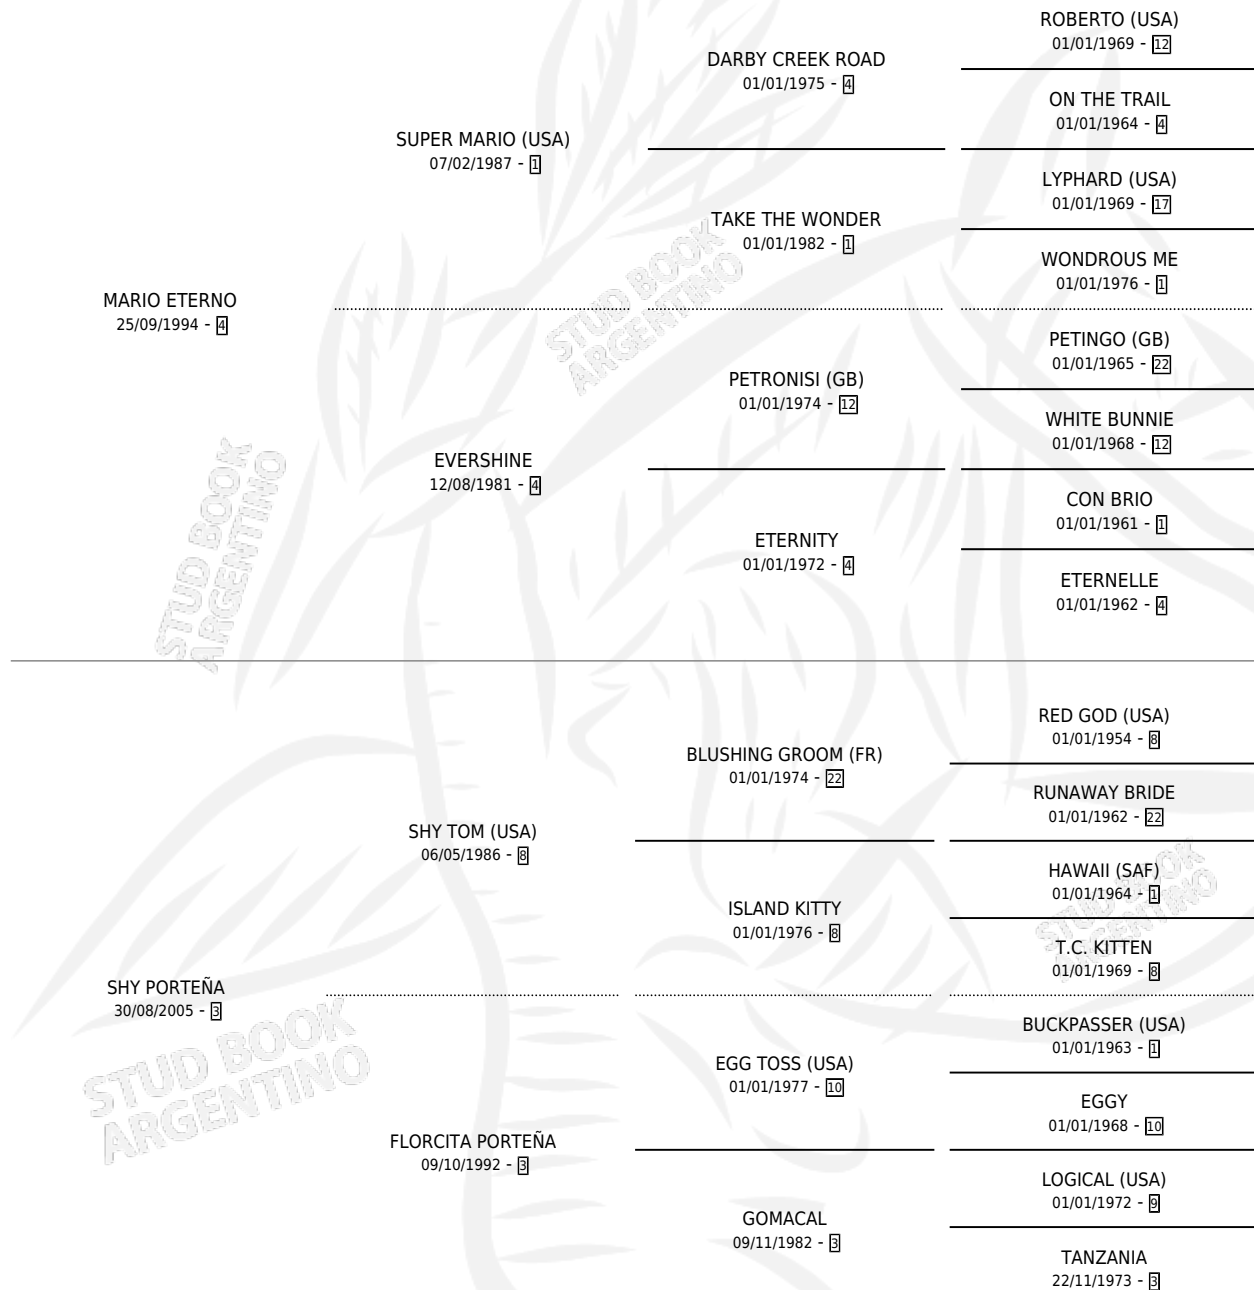 ROBERTO (USA)
01/01/1969 - 12
DARBY CREEK ROAD
01/01/1975 - 4
ON THE TRAIL
01/01/1964 - 4
SUPER MARIO (USA)
07/02/1987 - 1
LYPHARD (USA)
01/01/1969 - 17
TAKE THE WONDER
01/01/1982 - 1
WONDROUS ME
01/01/1976 - 1
MARIO ETERNO
25/09/1994 - 4
STUD BOOK
ARGENTINO
PETINGO (GB)
01/01/1965 - 22
PETRONISI (GB)
01/01/1974 - 12
WHITE BUNNIE
01/01/1968 - 12
EVERSHINE
12/08/1981 - 4
CON BRIO
01/01/1961 - 1
ETERNITY
01/01/1972 - 4
ETERNELLE
01/01/1962 - 4
STUD BOOK
ARGENTINO
RED GOD (USA)
01/01/1954 - 8
BLUSHING GROOM (FR)
01/01/1974 - 22
RUNAWAY BRIDE
01/01/1962 - 22
SHY TOM (USA)
06/05/1986 - 8
HAWAII (SAF)
01/01/1964 - 1
ISLAND KITTY
01/01/1976 - 8
T.C. KITTEN
01/01/1969 - 8
STUD BOOK
ARGENTINO
SHY PORTEÑA
30/08/2005 - 3
STUD BOOK
ARGENTINO
BUCKPASSER (USA)
01/01/1963 - 1
EGG TOSS (USA)
01/01/1977 - 10
EGGY
01/01/1968 - 10
FLORCITA PORTEÑA
09/10/1992 - 3
LOGICAL (USA)
01/01/1972 - 9
GOMACAL
09/11/1982 - 3
TANZANIA
22/11/1973 - 3